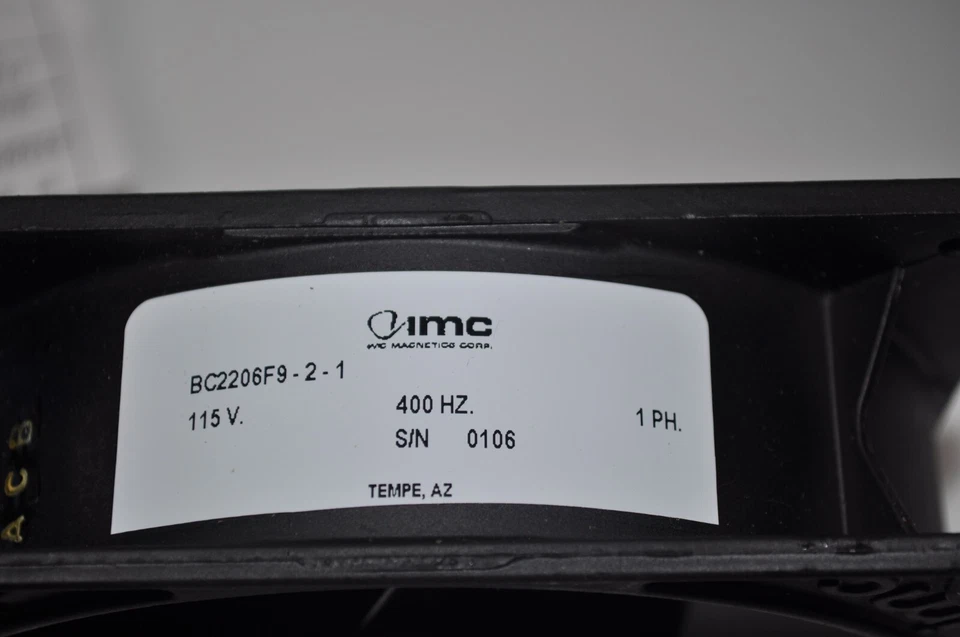 IMC
IMC MAGNETICS CORP.
BC2206F9 - 2 - 1
115 V.
400 HZ.
1 PH.
S/N 0106
TEMPE, AZ
A C B